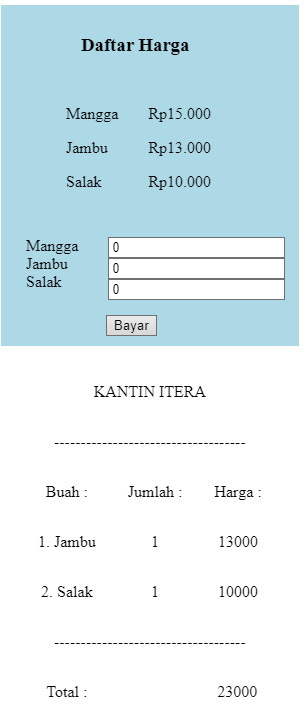 Daftar Harga
Mangga Rp15.000
Jambu Rp13.000
Salak Rp10.000
Mangga 0
Jambu 0
Salak 0
Bayar
KANTIN ITERA
------------------------------------
Buah : Jumlah : Harga :
1. Jambu 1 13000
2. Salak 1 10000
------------------------------------
Total : 23000